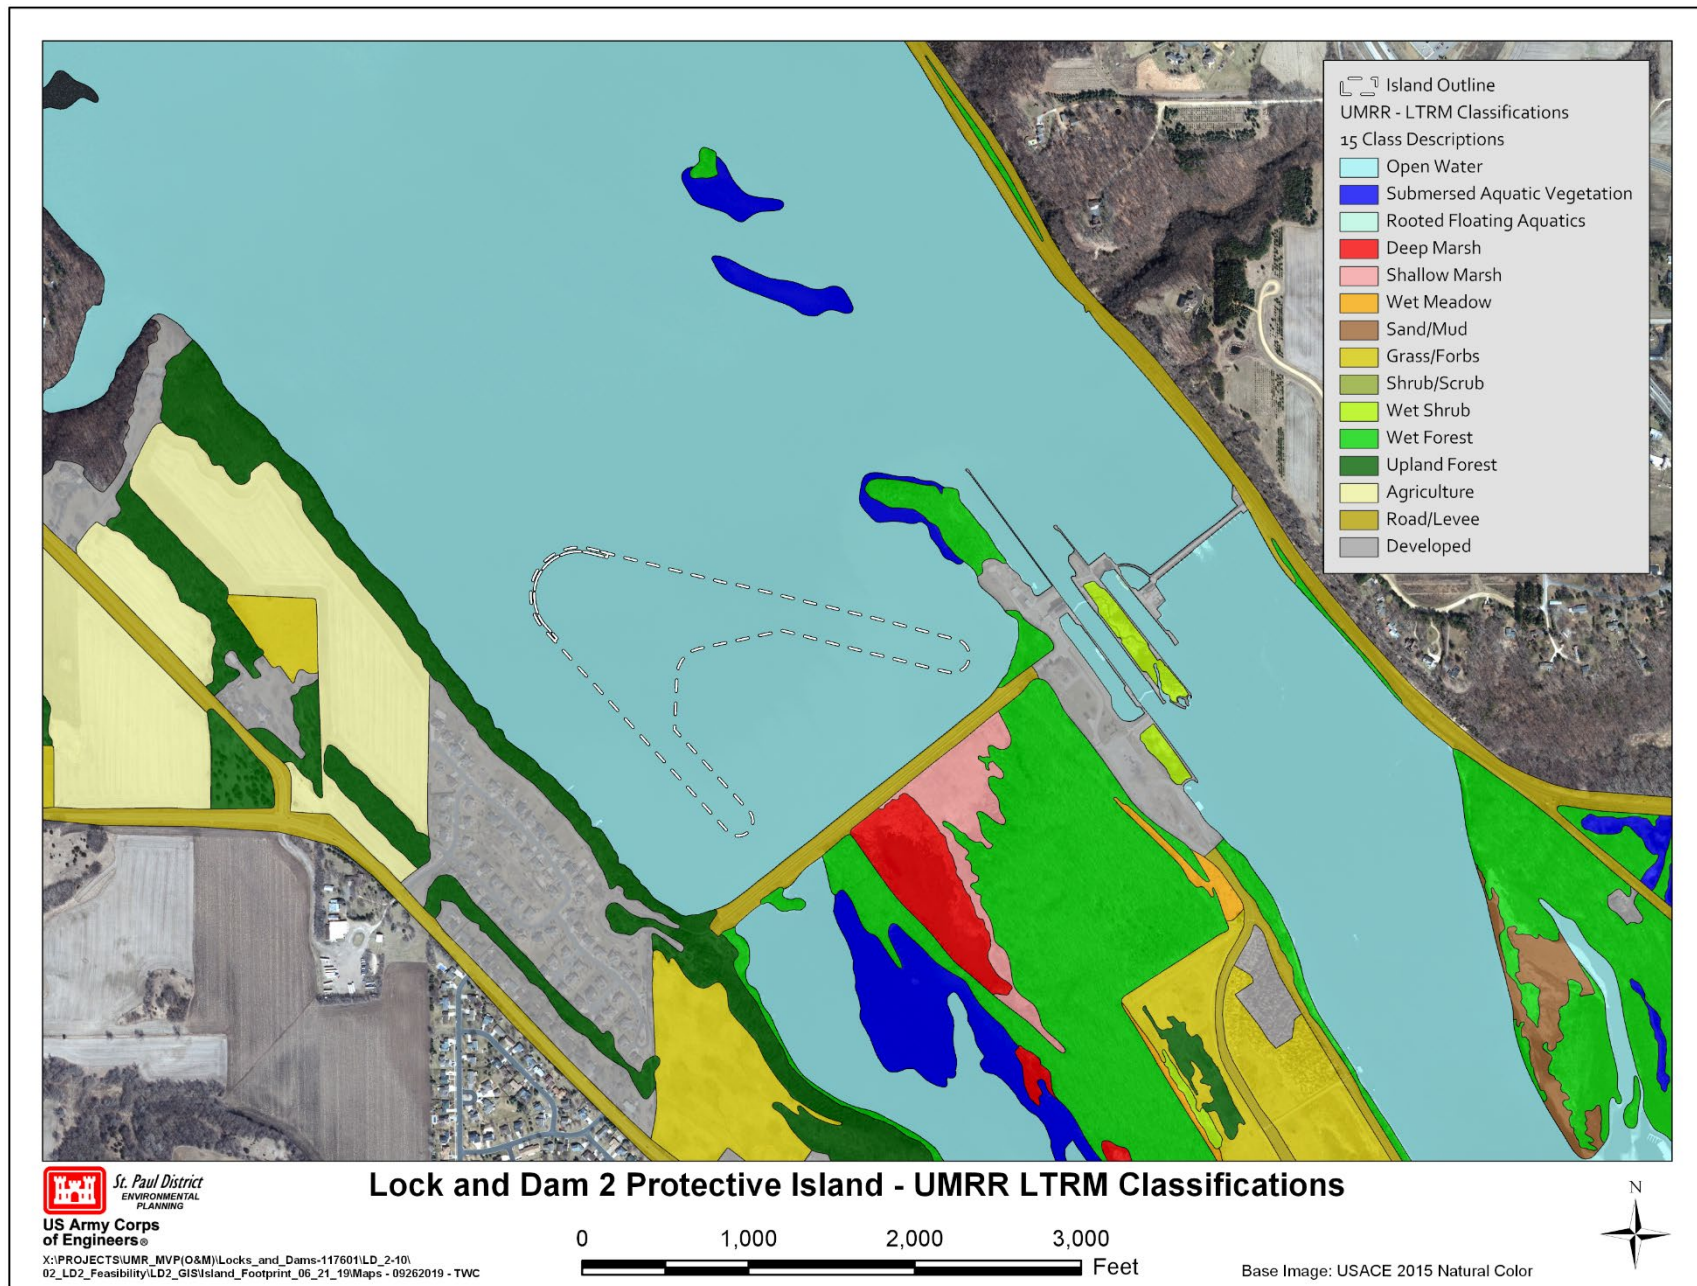 Island Outline
UMRR - LTRM Classifications
15 Class Descriptions
Open Water
Submersed Aquatic Vegetation
Rooted Floating Aquatics
Deep Marsh
Shallow Marsh
Wet Meadow
Sand/Mud
Grass/Forbs
Shrub/Scrub
Wet Shrub
Wet Forest
Upland Forest
Agriculture
Road/Levee
Developed
St. Paul District
ENVIRONMENTAL
PLANNING
US Army Corps
of Engineers®
X:\PROJECTS\UMR_MVP(O&M)\Locks_and_Dams-117601\LD_2-10\
02_LD2_Feasibility\LD2_GIS\Island_Footprint_06_21_19\Maps - 09262019 - TWC
Lock and Dam 2 Protective Island - UMRR LTRM Classifications
0 1,000 2,000 3,000
Feet
N
Base Image: USACE 2015 Natural Color